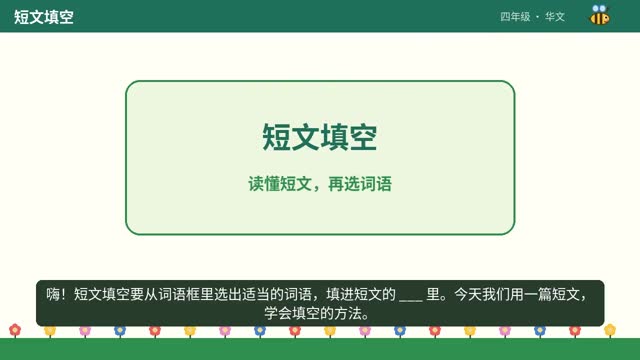 短文填空
四年级 · 华文
短文填空
读懂短文，再选词语
嗨！短文填空要从词语框里选出适当的词语，填进短文的 ___ 里。今天我们用一篇短文，
学会填空的方法。